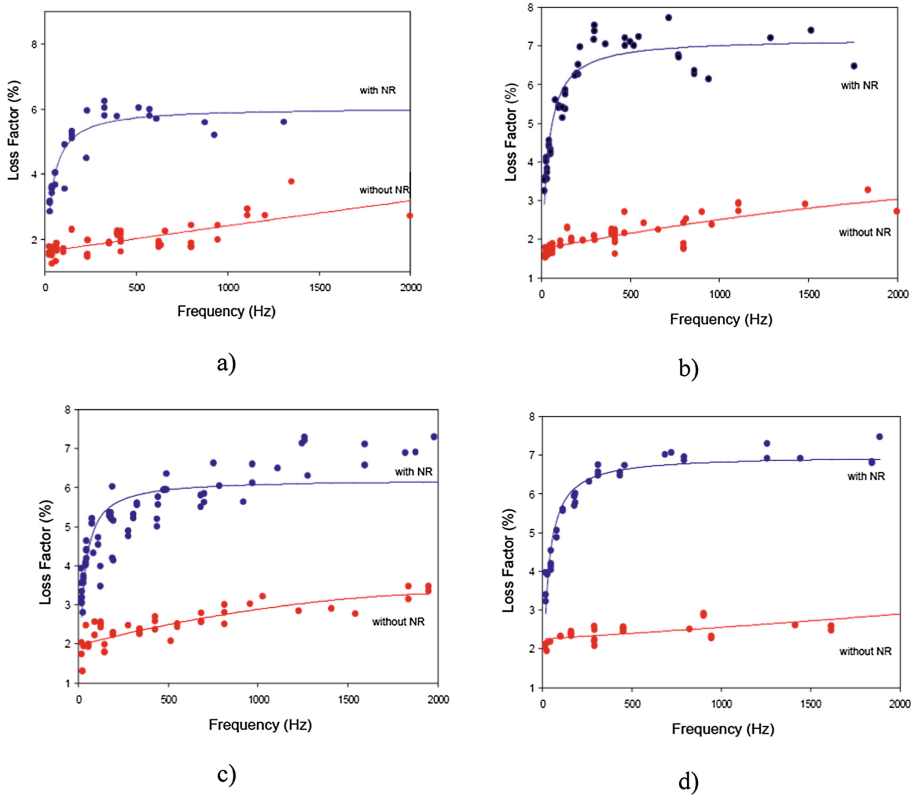 8
6
4
2
Loss Factor (%)
with NR
without NR
0
500
1000
1500
2000
Frequency (Hz)
a)
8
7
6
5
4
3
2
1
Loss Factor (%)
with NR
without NR
0
500
1000
1500
2000
Frequency (Hz)
b)
8
7
6
5
4
3
2
1
Loss Factor (%)
with NR
without NR
0
500
1000
1500
2000
Frequency (Hz)
c)
8
7
6
5
4
3
2
1
Loss Factor (%)
with NR
without NR
0
500
1000
1500
2000
Frequency (Hz)
d)